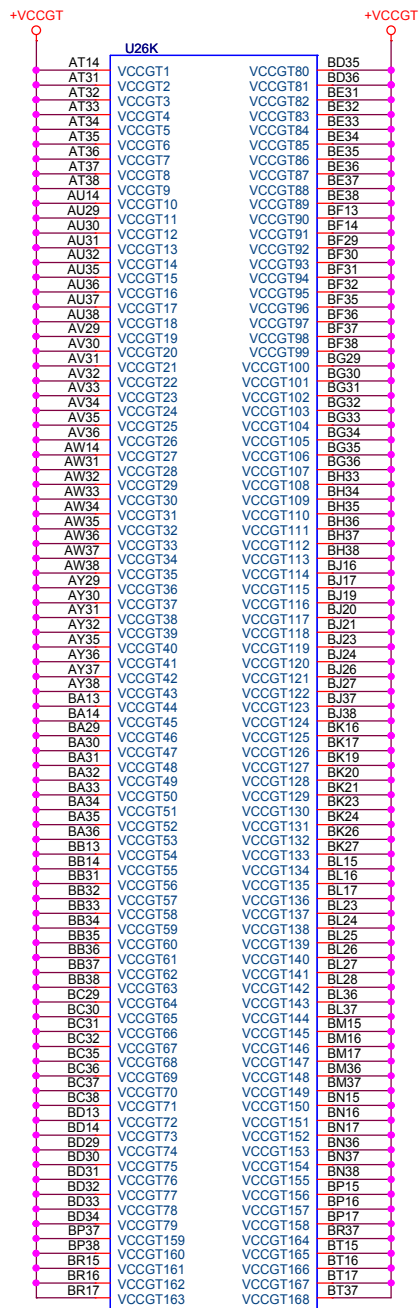 +VCCGT +VCCGT
U26K
AT14 VCCGT1 VCCGT80 BD35
AT31 VCCGT2 VCCGT81 BD36
AT32 VCCGT3 VCCGT82 BE31
AT33 VCCGT4 VCCGT83 BE32
AT34 VCCGT5 VCCGT84 BE33
AT35 VCCGT6 VCCGT85 BE34
AT36 VCCGT7 VCCGT86 BE35
AT37 VCCGT8 VCCGT87 BE36
AT38 VCCGT9 VCCGT88 BE37
AU14 VCCGT10 VCCGT89 BE38
AU29 VCCGT11 VCCGT90 BF13
AU30 VCCGT12 VCCGT91 BF14
AU31 VCCGT13 VCCGT92 BF29
AU32 VCCGT14 VCCGT93 BF30
AU35 VCCGT15 VCCGT94 BF31
AU36 VCCGT16 VCCGT95 BF32
AU37 VCCGT17 VCCGT96 BF35
AU38 VCCGT18 VCCGT97 BF36
AV29 VCCGT19 VCCGT98 BF37
AV30 VCCGT20 VCCGT99 BF38
AV31 VCCGT21 VCCGT100 BG29
AV32 VCCGT22 VCCGT101 BG30
AV33 VCCGT23 VCCGT102 BG31
AV34 VCCGT24 VCCGT103 BG32
AV35 VCCGT25 VCCGT104 BG33
AV36 VCCGT26 VCCGT105 BG34
AW14 VCCGT27 VCCGT106 BG35
AW31 VCCGT28 VCCGT107 BG36
AW32 VCCGT29 VCCGT108 BH33
AW33 VCCGT30 VCCGT109 BH34
AW34 VCCGT31 VCCGT110 BH35
AW35 VCCGT32 VCCGT111 BH36
AW36 VCCGT33 VCCGT112 BH37
AW37 VCCGT34 VCCGT113 BH38
AW38 VCCGT35 VCCGT114 BJ16
AY29 VCCGT36 VCCGT115 BJ17
AY30 VCCGT37 VCCGT116 BJ19
AY31 VCCGT38 VCCGT117 BJ20
AY32 VCCGT39 VCCGT118 BJ21
AY35 VCCGT40 VCCGT119 BJ23
AY36 VCCGT41 VCCGT120 BJ24
AY37 VCCGT42 VCCGT121 BJ26
AY38 VCCGT43 VCCGT122 BJ27
BA13 VCCGT44 VCCGT123 BJ37
BA14 VCCGT45 VCCGT124 BJ38
BA29 VCCGT46 VCCGT125 BK16
BA30 VCCGT47 VCCGT126 BK17
BA31 VCCGT48 VCCGT127 BK19
BA32 VCCGT49 VCCGT128 BK20
BA33 VCCGT50 VCCGT129 BK21
BA34 VCCGT51 VCCGT130 BK23
BA35 VCCGT52 VCCGT131 BK24
BA36 VCCGT53 VCCGT132 BK26
BB13 VCCGT54 VCCGT133 BK27
BB14 VCCGT55 VCCGT134 BL15
BB31 VCCGT56 VCCGT135 BL16
BB32 VCCGT57 VCCGT136 BL17
BB33 VCCGT58 VCCGT137 BL23
BB34 VCCGT59 VCCGT138 BL24
BB35 VCCGT60 VCCGT139 BL25
BB36 VCCGT61 VCCGT140 BL26
BB37 VCCGT62 VCCGT141 BL27
BB38 VCCGT63 VCCGT142 BL28
BC29 VCCGT64 VCCGT143 BL36
BC30 VCCGT65 VCCGT144 BL37
BC31 VCCGT66 VCCGT145 BM15
BC32 VCCGT67 VCCGT146 BM16
BC35 VCCGT68 VCCGT147 BM17
BC36 VCCGT69 VCCGT148 BM36
BC37 VCCGT70 VCCGT149 BM37
BC38 VCCGT71 VCCGT150 BN15
BD13 VCCGT72 VCCGT151 BN16
BD14 VCCGT73 VCCGT152 BN17
BD29 VCCGT74 VCCGT153 BN36
BD30 VCCGT75 VCCGT154 BN37
BD31 VCCGT76 VCCGT155 BN38
BD32 VCCGT77 VCCGT156 BP15
BD33 VCCGT78 VCCGT157 BP16
BD34 VCCGT79 VCCGT158 BP17
BP37 VCCGT159 VCCGT164 BR37
BP38 VCCGT160 VCCGT165 BT15
BR15 VCCGT161 VCCGT166 BT16
BR16 VCCGT162 VCCGT167 BT17
BR17 VCCGT163 VCCGT168 BT37